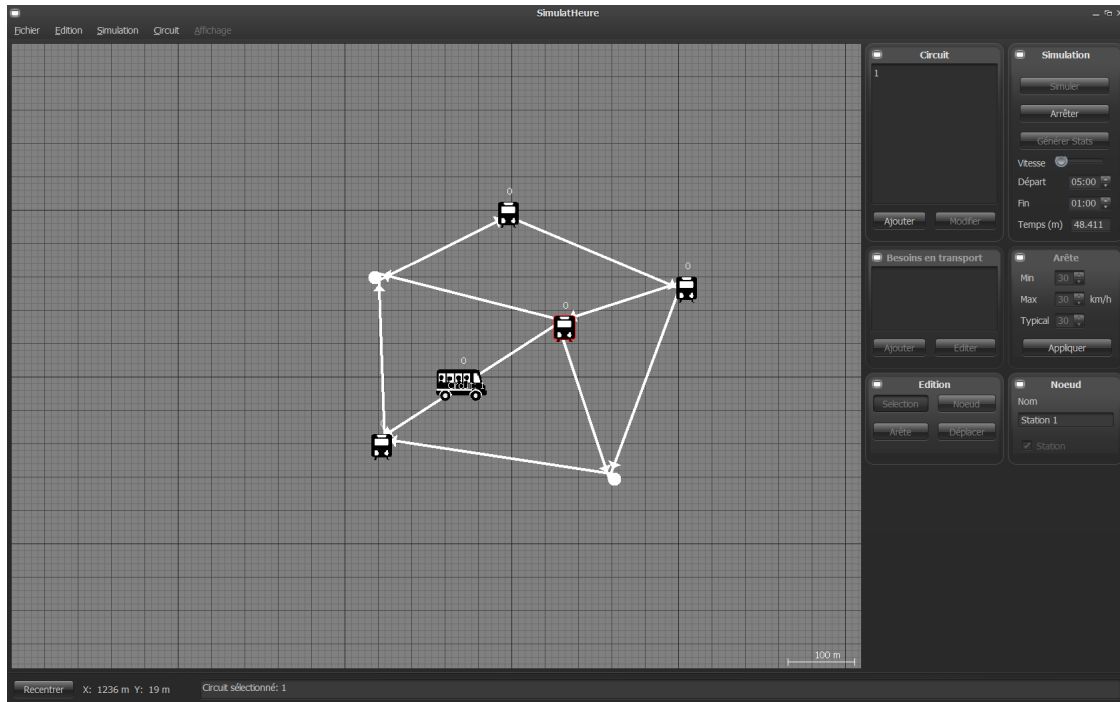 SimulatHeure
Fichier Edition Simulation Circuit Affichage
0
0
0
0
Circuit
100 m
Circuit
1
Ajouter Modifier
Simulation
Simuler
Arrêter
Générer Stats
Vitesse
Départ 05:00
Fin 01:00
Temps (m) 48.411
Besoins en transport
Ajouter Editer
Arête
Min 30
Max 30 km/h
Typical 30
Appliquer
Edition
Selection Noeud
Arête Déplacer
Noeud
Nom
Station 1
Station
Recentrer X: 1236 m Y: 19 m Circuit sélectionné: 1